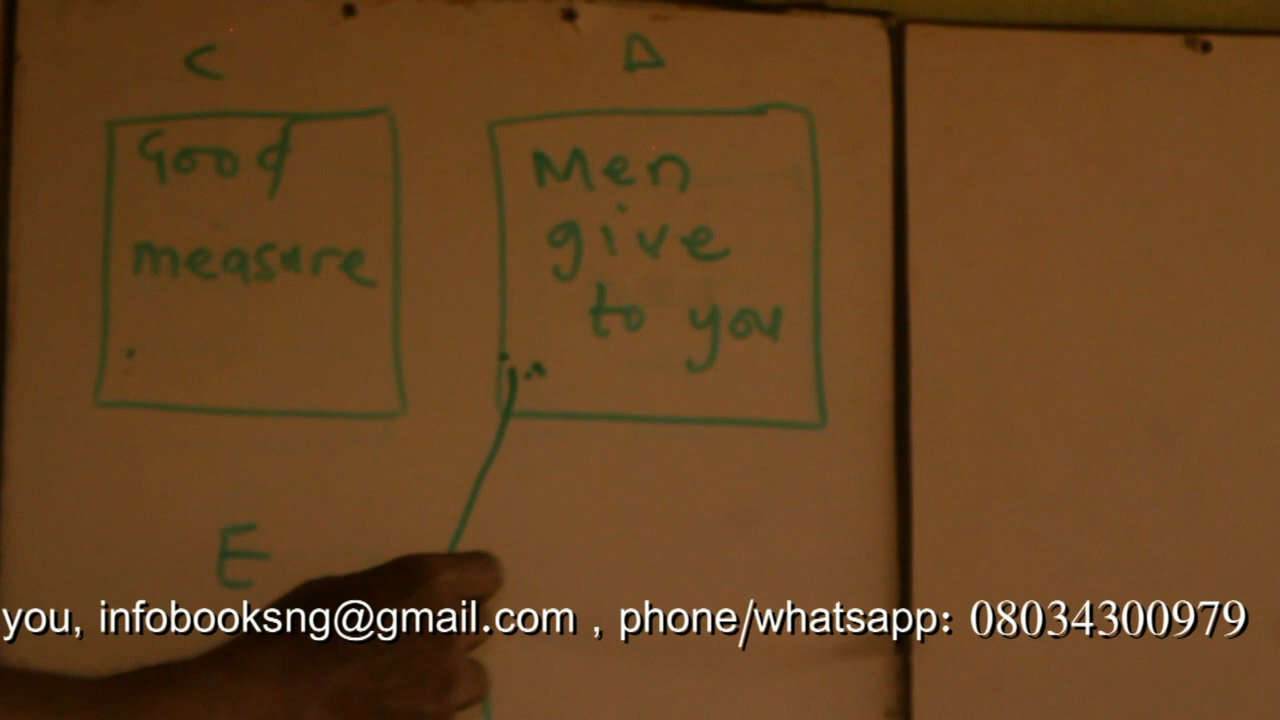 C
D
Good
measure
Men
give
to you
E
you, infobooksng@gmail.com , phone/whatsapp: 08034300979